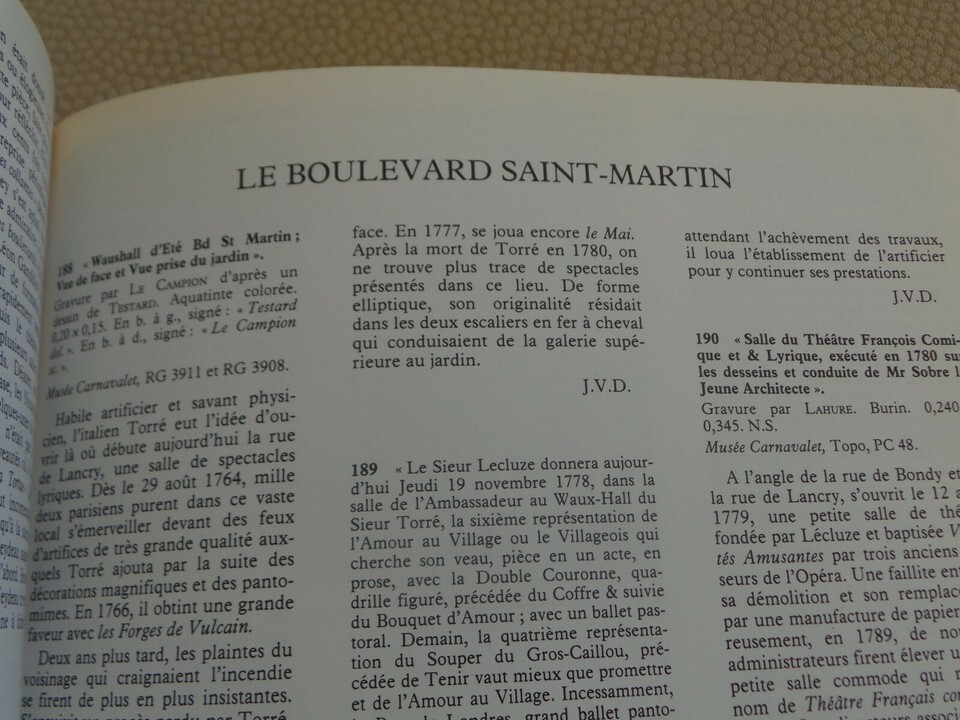 LE BOULEVARD SAINT-MARTIN
188 « Waushall d'Eté Bd St Martin ;
Vue de face et Vue prise du jardin ».
Gravure par LE CAMPION d'après un
dessin de TESTARD. Aquatinte colorée.
0,20 x 0,15. En b. à g., signé : « Testard
del. ». En b. à d., signé : « Le Campion
sc. ».
Musée Carnavalet, RG 3911 et RG 3908.
Habile artificier et savant physi-
cien, l'italien Torré eut l'idée d'ou-
vrir là où débute aujourd'hui la rue
de Lancry, une salle de spectacles
lyriques. Dès le 29 août 1764, mille
deux parisiens purent dans ce vaste
local s'émerveiller devant des feux
d'artifices de très grande qualité aux-
quels Torré ajouta par la suite des
décorations magnifiques et des panto-
mimes. En 1766, il obtint une grande
faveur avec les Forges de Vulcain.
Deux ans plus tard, les plaintes du
voisinage qui craignaient l'incendie
se firent de plus en plus insistantes.
face. En 1777, se joua encore le Mai.
Après la mort de Torré en 1780, on
ne trouve plus trace de spectacles
présentés dans ce lieu. De forme
elliptique, son originalité résidait
dans les deux escaliers en fer à cheval
qui conduisaient de la galerie supé-
rieure au jardin.
J.V.D.
189 « Le Sieur Lecluze donnera aujour-
d'hui Jeudi 19 novembre 1778, dans la
salle de l'Ambassadeur au Waux-Hall du
Sieur Torré, la sixième représentation de
l'Amour au Village ou le Villageois qui
cherche son veau, pièce en un acte, en
prose, avec la Double Couronne, qua-
drille figuré, précédée du Coffre & suivie
du Bouquet d'Amour ; avec un ballet pas-
toral. Demain, la quatrième représenta-
tion du Souper du Gros-Caillou, pré-
cédée de Tenir vaut mieux que promettre
et de l'Amour au Village. Incessamment,
Londres, grand ballet panto-
attendant l'achèvement des travaux,
il loua l'établissement de l'artificier
pour y continuer ses prestations.
J.V.D.
190 « Salle du Théâtre François Comi-
que et & Lyrique, exécuté en 1780 su
les desseins et conduite de Mr Sobre l
Jeune Architecte ».
Gravure par LAHURE. Burin. 0,240
0,345. N.S.
Musée Carnavalet, Topo, PC 48.
A l'angle de la rue de Bondy et
la rue de Lancry, s'ouvrit le 12 a
1779, une petite salle de thé
fondée par Lécluze et baptisée V
tés Amusantes par trois anciens
seurs de l'Opéra. Une faillite en
sa démolition et son remplac
par une manufacture de papier
reusement, en 1789, de no
administrateurs firent élever u
petite salle commode qui
nom de Théâtre Français co